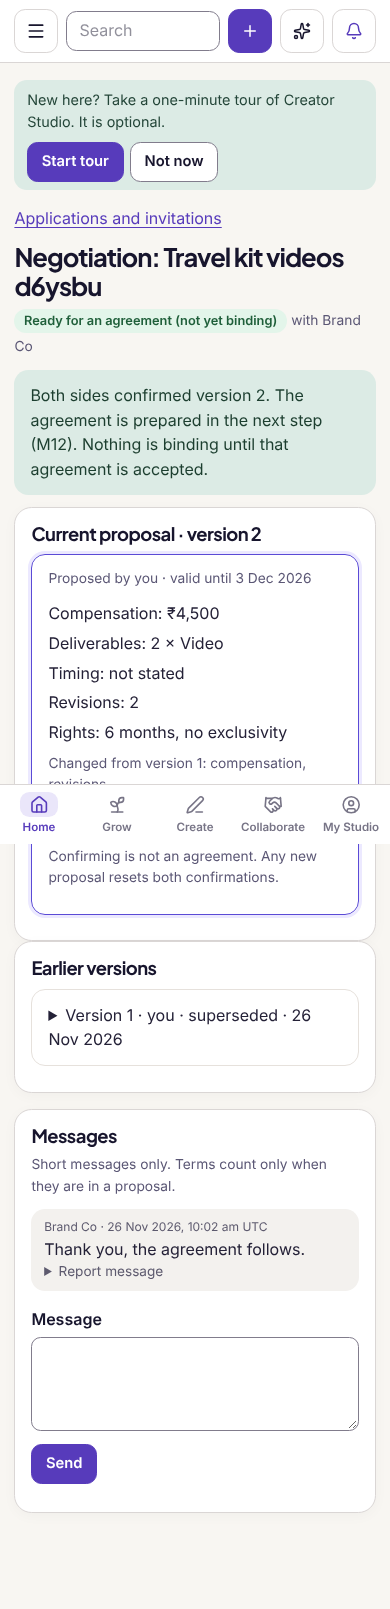 Search
New here? Take a one-minute tour of Creator
Studio. It is optional.
Start tour
Not now
Applications and invitations
Negotiation: Travel kit videos
d6ysbu
Ready for an agreement (not yet binding) with Brand
Co
Both sides confirmed version 2. The
agreement is prepared in the next step
(M12). Nothing is binding until that
agreement is accepted.
Current proposal · version 2
Proposed by you · valid until 3 Dec 2026
Compensation: ₹4,500
Deliverables: 2 × Video
Timing: not stated
Revisions: 2
Rights: 6 months, no exclusivity
Changed from version 1: compensation,
revisions
Home
Grow
Create
Collaborate
My Studio
Confirming is not an agreement. Any new
proposal resets both confirmations.
Earlier versions
Version 1 · you · superseded · 26
Nov 2026
Messages
Short messages only. Terms count only when
they are in a proposal.
Brand Co · 26 Nov 2026, 10:02 am UTC
Thank you, the agreement follows.
Report message
Message
Send